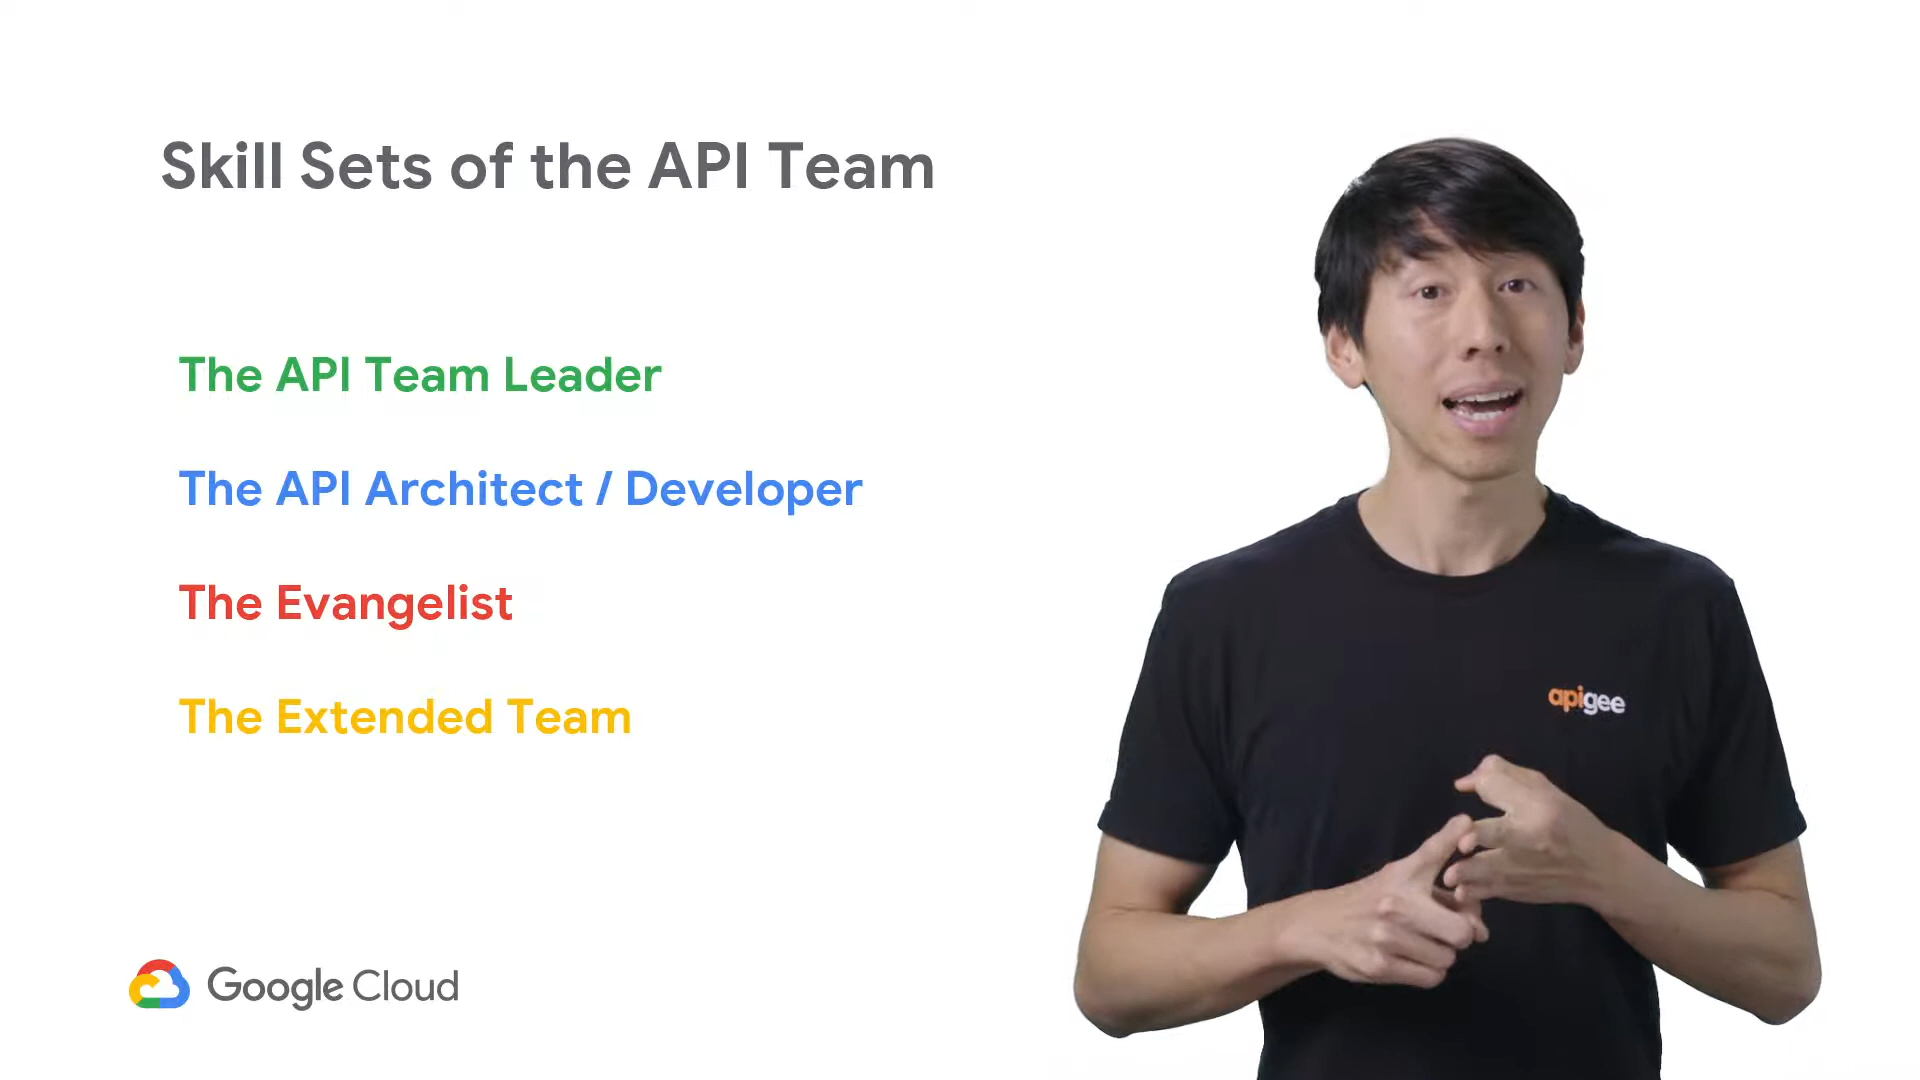 Skill Sets of the API Team
The API Team Leader
The API Architect / Developer
The Evangelist
The Extended Team
apigee
Google Cloud